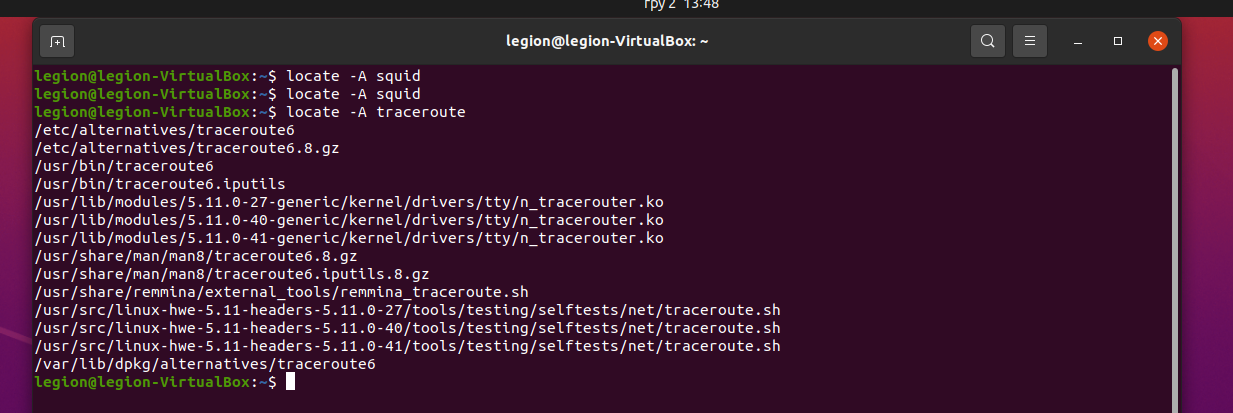 гру 2 13:48
legion@legion-VirtualBox: ~
legion@legion-VirtualBox:~$ locate -A squid
legion@legion-VirtualBox:~$ locate -A squid
legion@legion-VirtualBox:~$ locate -A traceroute
/etc/alternatives/traceroute6
/etc/alternatives/traceroute6.8.gz
/usr/bin/traceroute6
/usr/bin/traceroute6.iputils
/usr/lib/modules/5.11.0-27-generic/kernel/drivers/tty/n_tracerouter.ko
/usr/lib/modules/5.11.0-40-generic/kernel/drivers/tty/n_tracerouter.ko
/usr/lib/modules/5.11.0-41-generic/kernel/drivers/tty/n_tracerouter.ko
/usr/share/man/man8/traceroute6.8.gz
/usr/share/man/man8/traceroute6.iputils.8.gz
/usr/share/remmina/external_tools/remmina_traceroute.sh
/usr/src/linux-hwe-5.11-headers-5.11.0-27/tools/testing/selftests/net/traceroute.sh
/usr/src/linux-hwe-5.11-headers-5.11.0-40/tools/testing/selftests/net/traceroute.sh
/usr/src/linux-hwe-5.11-headers-5.11.0-41/tools/testing/selftests/net/traceroute.sh
/var/lib/dpkg/alternatives/traceroute6
legion@legion-VirtualBox:~$